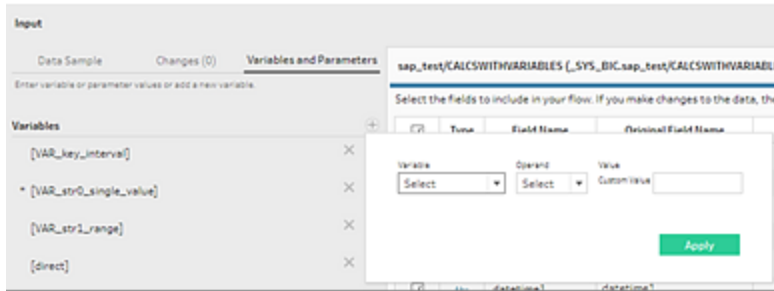 Input
Data Sample Changes (0) Variables and Parameters
Enter variable or parameter values or add a new variable.
Variables
[VAR_key_interval]
* [VAR_str0_single_value]
[VAR_str1_range]
[direct]
sap_test/CALCSWITHVARIABLES (_SYS_BIC.sap_test/CALCSWITHVARIABL
Select the fields to include in your flow. If you make changes to the data, the
Type Field Name Original Field Name
Variable Operand Value
Select Select Custom Value
Apply
Abc datetime1 datetime1